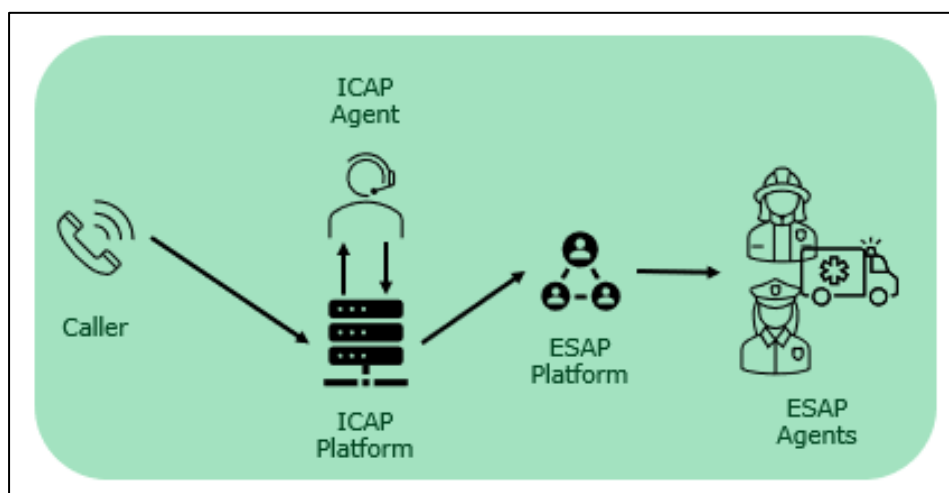 ICAP
Agent
Caller
ICAP
Platform
ESAP
Platform
ESAP
Agents